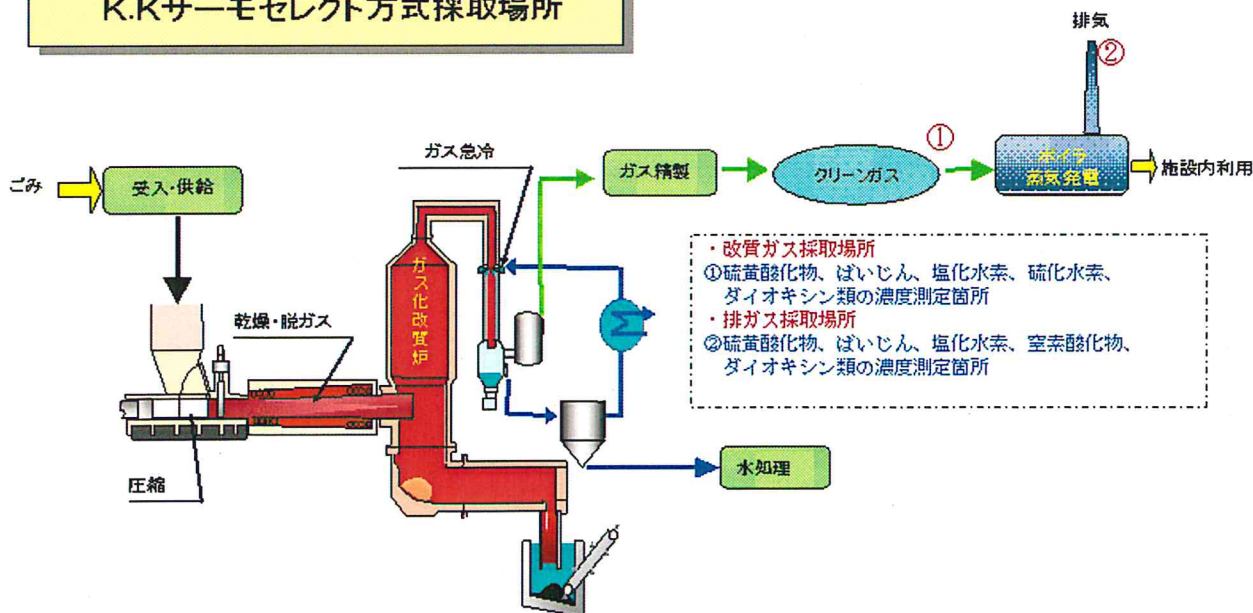 K.Kサーモセレクト方式採取場所
排気
②
①
ガス急冷
ごみ
受入・供給
ガス精製
クリーンガス
ボイラ
蒸気発電
施設内利用
ガス化改質炉
乾燥・脱ガス
・改質ガス採取場所
①硫黄酸化物、ばいじん、塩化水素、硫化水素、
ダイオキシン類の濃度測定箇所
・排ガス採取場所
②硫黄酸化物、ばいじん、塩化水素、窒素酸化物、
ダイオキシン類の濃度測定箇所
圧縮
水処理